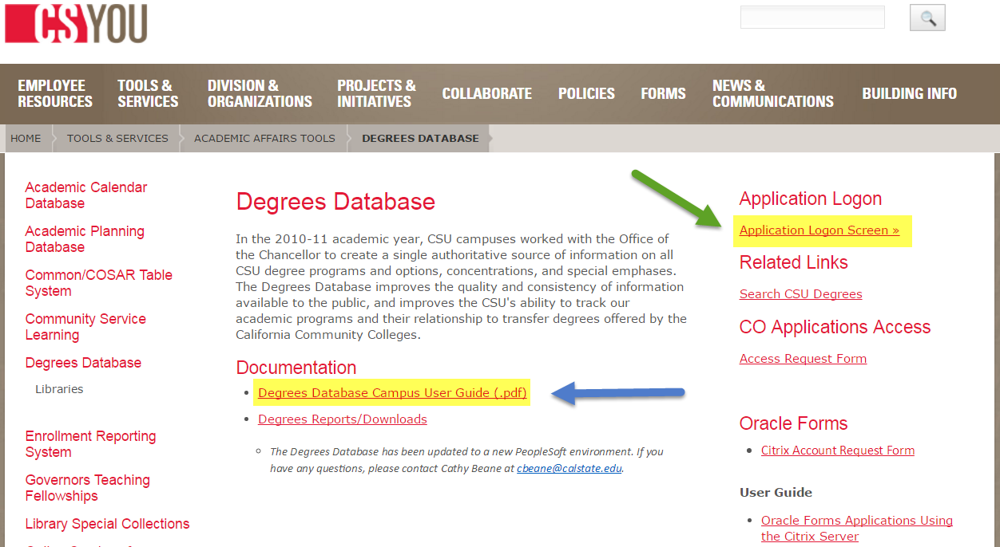 CSYOU
EMPLOYEE
RESOURCES
TOOLS &
SERVICES
DIVISION &
ORGANIZATIONS
PROJECTS &
INITIATIVES
COLLABORATE
POLICIES
FORMS
NEWS &
COMMUNICATIONS
BUILDING INFO
HOME
TOOLS & SERVICES
ACADEMIC AFFAIRS TOOLS
DEGREES DATABASE
Academic Calendar
Database
Academic Planning
Database
Common/COSAR Table
System
Community Service
Learning
Degrees Database
Libraries
Enrollment Reporting
System
Governors Teaching
Fellowships
Library Special Collections
Degrees Database
In the 2010-11 academic year, CSU campuses worked with the Office of
the Chancellor to create a single authoritative source of information on all
CSU degree programs and options, concentrations, and special emphases.
The Degrees Database improves the quality and consistency of information
available to the public, and improves the CSU's ability to track our
academic programs and their relationship to transfer degrees offered by the
California Community Colleges.
Documentation
• Degrees Database Campus User Guide (.pdf)
• Degrees Reports/Downloads
◦ The Degrees Database has been updated to a new PeopleSoft environment. If you
have any questions, please contact Cathy Beane at cbeane@calstate.edu.
Application Logon
Application Logon Screen »
Related Links
Search CSU Degrees
CO Applications Access
Access Request Form
Oracle Forms
• Citrix Account Request Form
User Guide
• Oracle Forms Applications Using
the Citrix Server